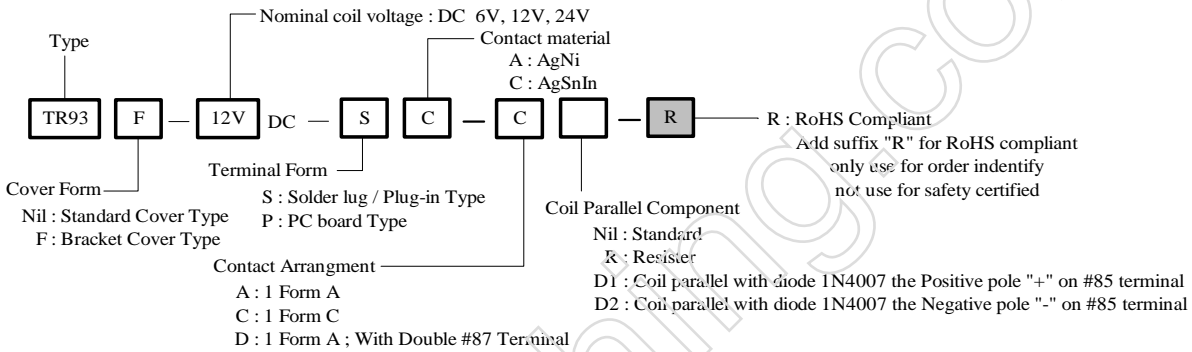 Nominal coil voltage : DC 6V, 12V, 24V
Type
Contact material
A : AgNi
C : AgSnIn
TR93 F — 12V DC — S C — C — R
R : RoHS Compliant
Add suffix "R" for RoHS compliant
only use for order indentify
not use for safety certified
Cover Form
Nil : Standard Cover Type
F : Bracket Cover Type
Terminal Form
S : Solder lug / Plug-in Type
P : PC board Type
Contact Arrangment
A : 1 Form A
C : 1 Form C
D : 1 Form A ; With Double #87 Terminal
Coil Parallel Component
Nil : Standard
R : Resister
D1 : Coil parallel with diode 1N4007 the Positive pole "+" on #85 terminal
D2 : Coil parallel with diode 1N4007 the Negative pole "-" on #85 terminal